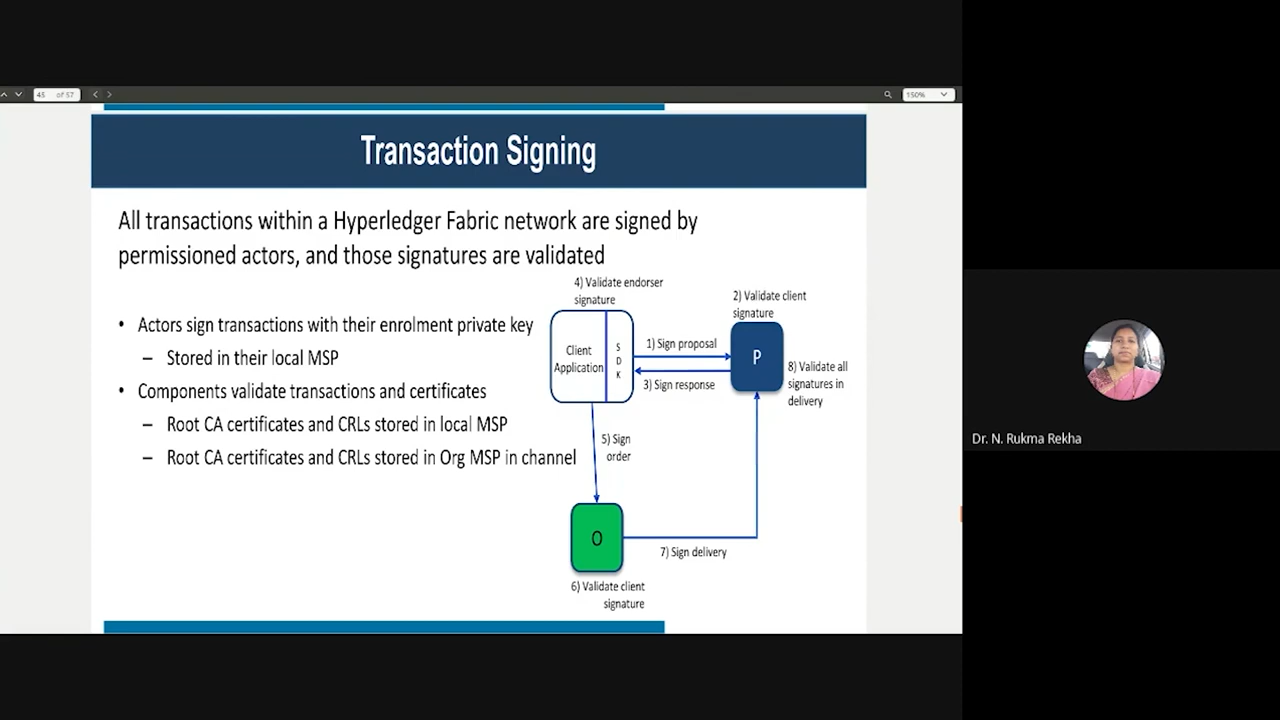 45 of 57
150%
Transaction Signing
All transactions within a Hyperledger Fabric network are signed by
permissioned actors, and those signatures are validated
• Actors sign transactions with their enrolment private key
– Stored in their local MSP
• Components validate transactions and certificates
– Root CA certificates and CRLs stored in local MSP
– Root CA certificates and CRLs stored in Org MSP in channel
4) Validate endorser
signature
2) Validate client
signature
Client
Application
S
D
K
1) Sign proposal
3) Sign response
P
8) Validate all
signatures in
delivery
5) Sign
order
O
7) Sign delivery
6) Validate client
signature
Dr. N. Rukma Rekha